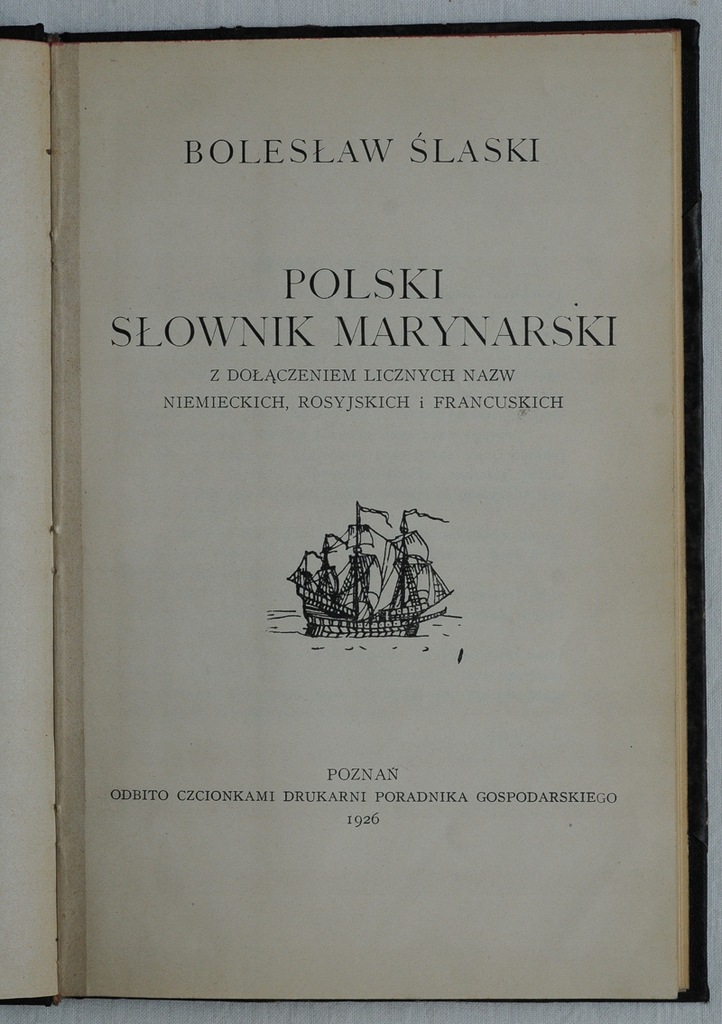 BOLESŁAW ŚLASKI
POLSKI
SŁOWNIK MARYNARSKI
Z DOŁĄCZENIEM LICZNYCH NAZW
NIEMIECKICH, ROSYJSKICH i FRANCUSKICH
POZNAŃ
ODBITO CZCIONKAMI DRUKARNI PORADNIKA GOSPODARSKIEGO
1926